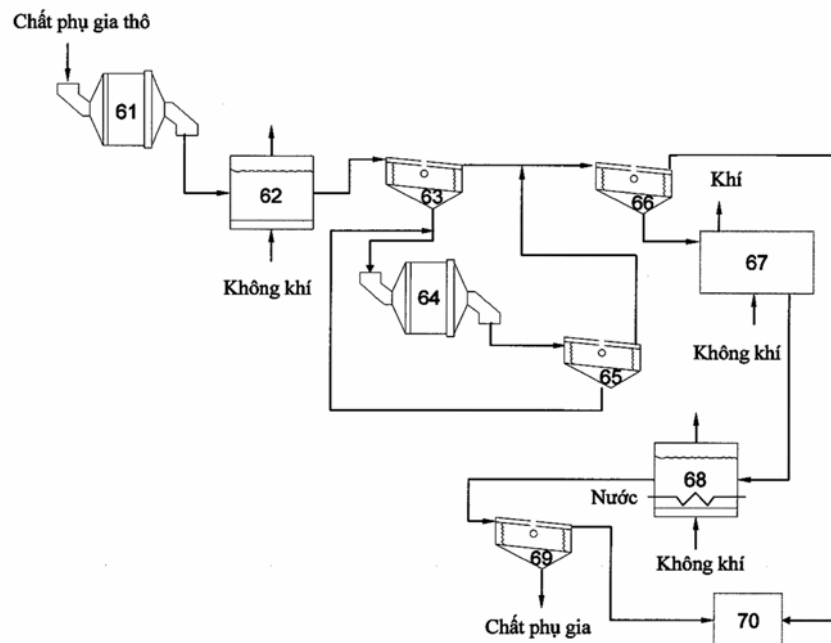 Chất phụ gia thô
61
62
63
66
Khí
67
Không khí
64
65
Không khí
68
Nước
69
Không khí
Chất phụ gia
70